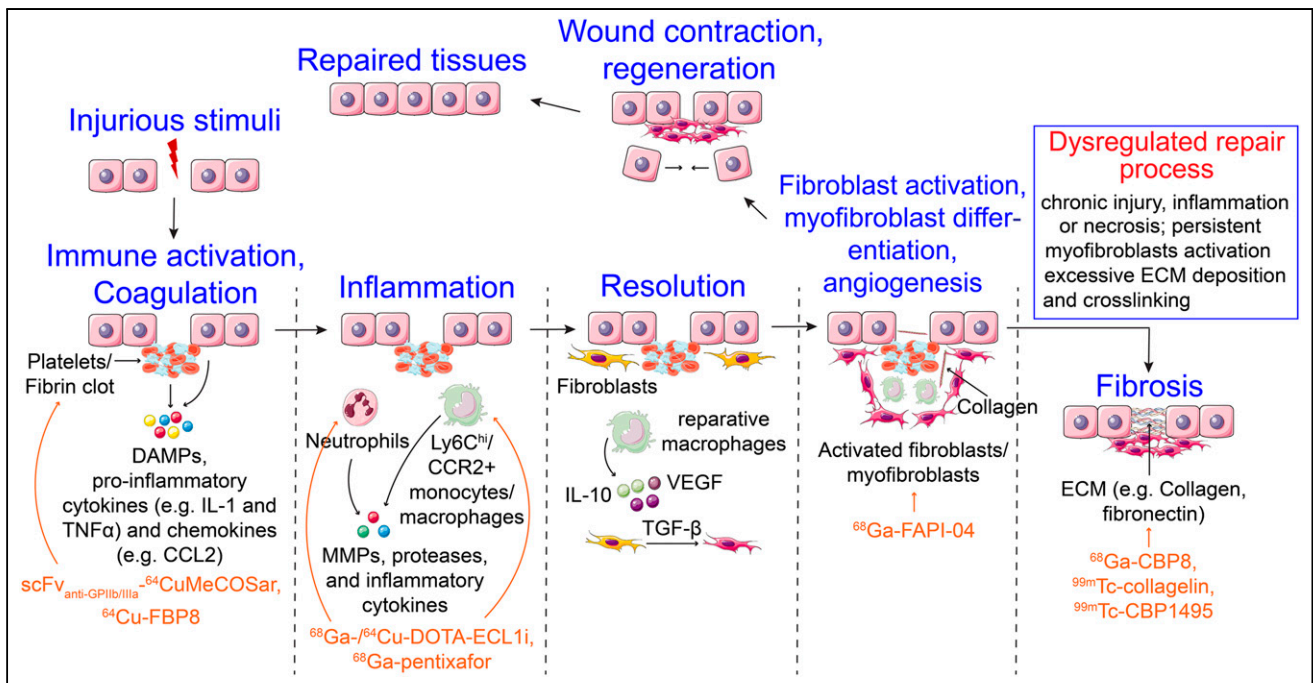 Injurious stimuli
Repaired tissues
Wound contraction,
regeneration
Immune activation,
Coagulation
Platelets/
Fibrin clot
DAMPs,
pro-inflammatory
cytokines (e.g. IL-1 and
TNFα) and chemokines
(e.g. CCL2)
scFvanti-GPIIb/IIIa-64CuMeCOSar,
64Cu-FBP8
Inflammation
Neutrophils
Ly6Chi/
CCR2+
monocytes/
macrophages
MMPs, proteases,
and inflammatory
cytokines
68Ga-/64Cu-DOTA-ECL1i,
68Ga-pentixafor
Resolution
Fibroblasts
reparative
macrophages
IL-10
VEGF
TGF-β
Fibroblast activation,
myofibroblast differ-
entiation,
angiogenesis
Collagen
Activated fibroblasts/
myofibroblasts
68Ga-FAPI-04
Dysregulated repair
process
chronic injury, inflammation
or necrosis; persistent
myofibroblasts activation
excessive ECM deposition
and crosslinking
Fibrosis
ECM (e.g. Collagen,
fibronectin)
68Ga-CBP8,
99mTc-collagelin,
99mTc-CBP1495